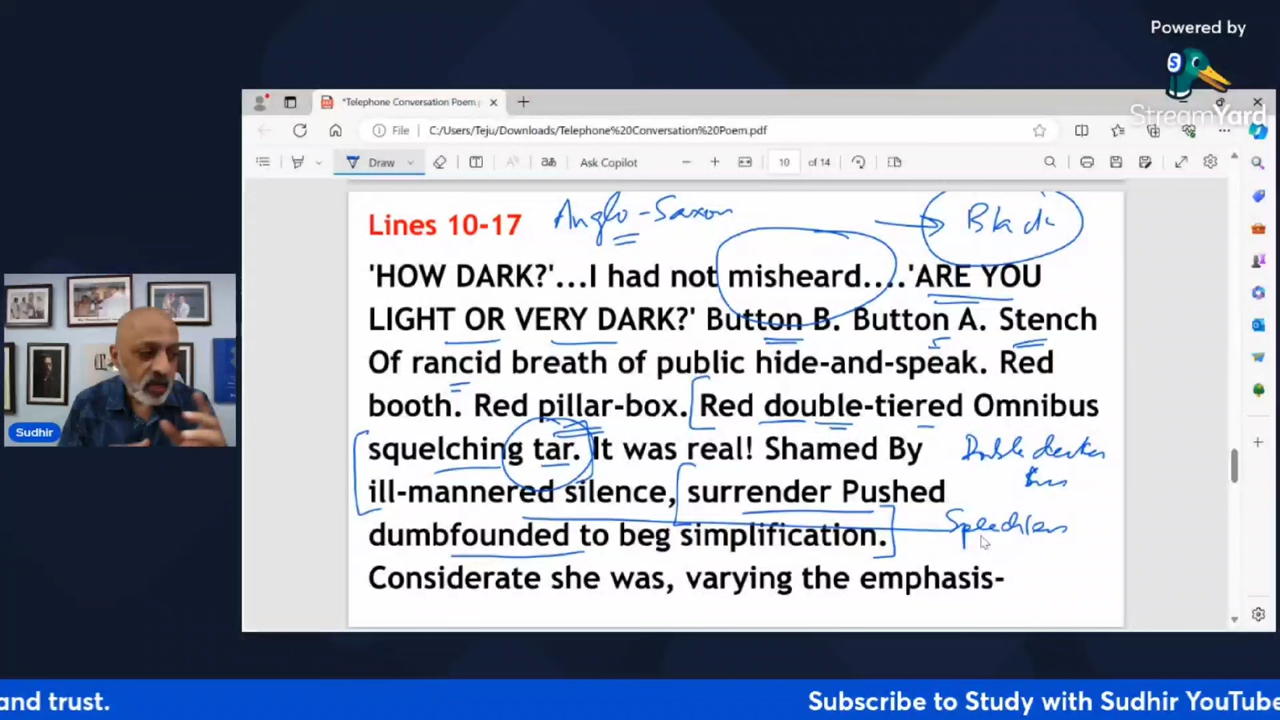 Powered by
StreamYard
*Telephone Conversation Poem.p
File
C:/Users/Teju/Downloads/Telephone%20Conversation%20Poem.pdf
Draw
Ask Copilot
10
of 14
Lines 10-17
Anglo-Saxon
Black
'HOW DARK?'...I had not misheard....'ARE YOU
LIGHT OR VERY DARK?' Button B. Button A. Stench
Of rancid breath of public hide-and-speak. Red
booth. Red pillar-box. Red double-tiered Omnibus
squelching tar. It was real! Shamed By
Double decker
bus
ill-mannered silence, surrender Pushed
dumbfounded to beg simplification.
Speechless
Considerate she was, varying the emphasis-
Sudhir
and trust.
Subscribe to Study with Sudhir YouTube